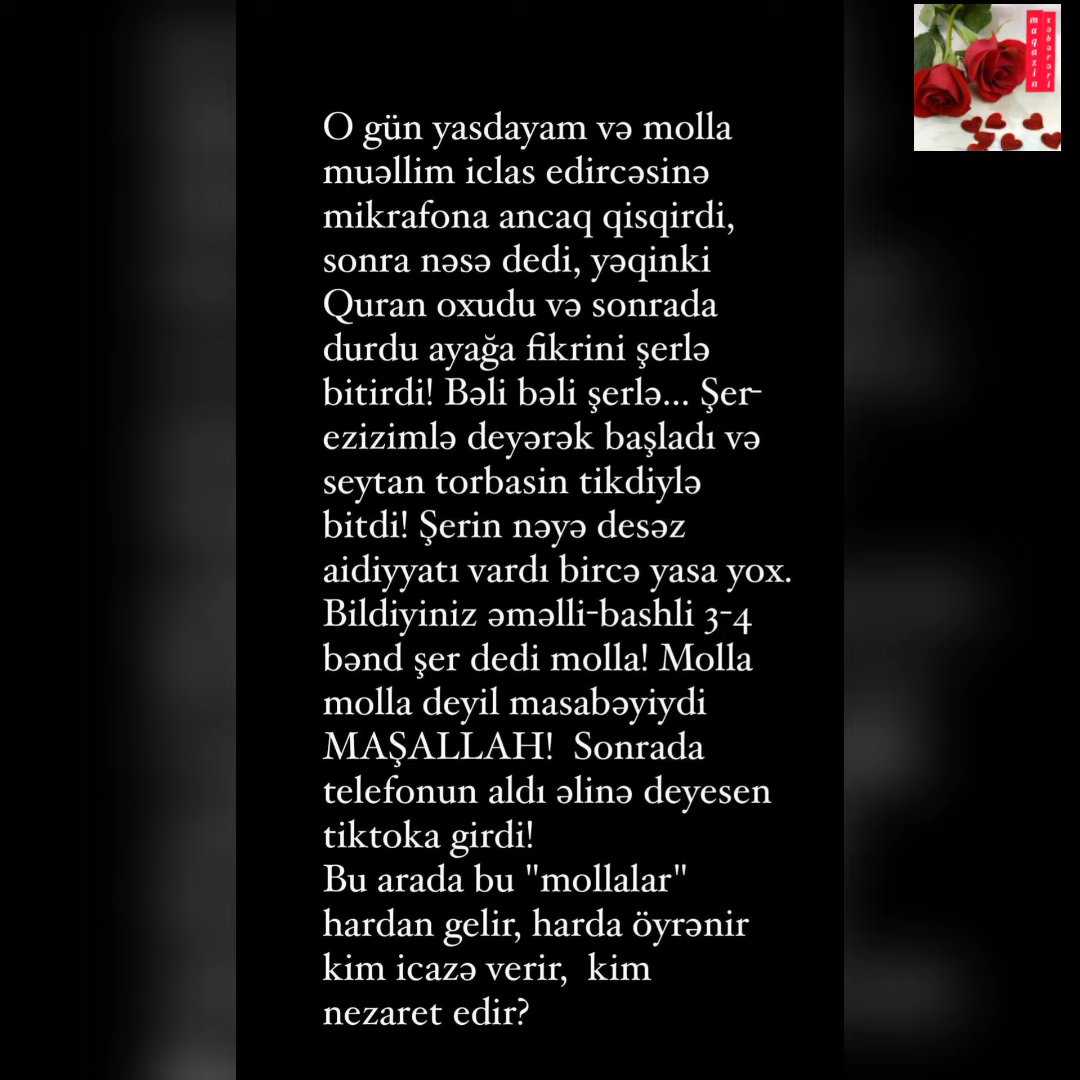 O gün yasdayam və molla
muəllim iclas edircəsinə
mikrafona ancaq qisqirdi,
sonra nəsə dedi, yəqinki
Quran oxudu və sonrada
durdu ayağa fikrini şerlə
bitirdi! Bəli bəli şerlə... Şer-
ezizimlə deyərək başladı və
seytan torbasin tikdiylə
bitdi! Şerin nəyə desəz
aidiyyatı vardı bircə yasa yox.
Bildiyiniz əməlli-bashli 3-4
bənd şer dedi molla! Molla
molla deyil masabəyiydi
MAŞALLAH!  Sonrada
telefonun aldı əlinə deyesen
tiktoka girdi!
Bu arada bu "mollalar"
hardan gelir, harda öyrənir
kim icazə verir,  kim
nezaret edir?
maqazin
xəbərərl